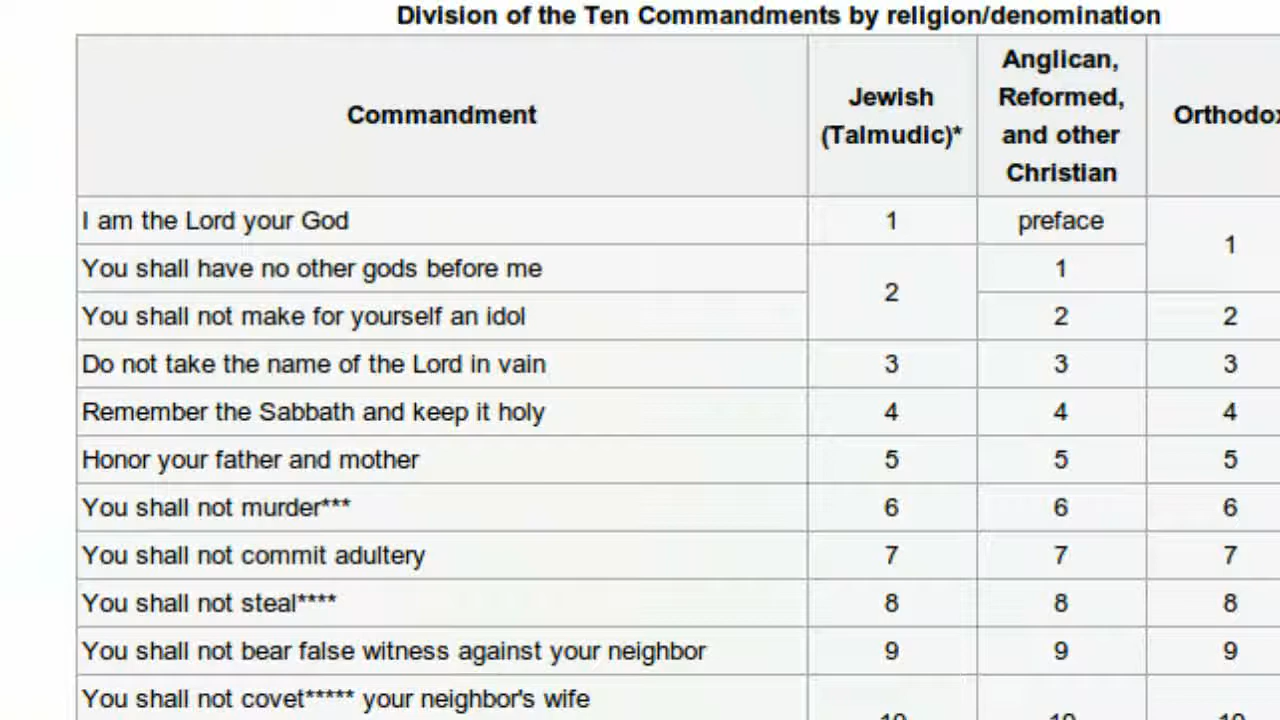 Division of the Ten Commandments by religion/denomination
Commandment
Jewish
(Talmudic)*
Anglican,
Reformed,
and other
Christian
Orthodox
I am the Lord your God 1 preface 1
You shall have no other gods before me 2 1
You shall not make for yourself an idol 2 2
Do not take the name of the Lord in vain 3 3 3
Remember the Sabbath and keep it holy 4 4 4
Honor your father and mother 5 5 5
You shall not murder*** 6 6 6
You shall not commit adultery 7 7 7
You shall not steal**** 8 8 8
You shall not bear false witness against your neighbor 9 9 9
You shall not covet***** your neighbor's wife 10 10 10